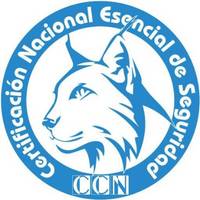 Certificación Nacional Esencial de Seguridad
CCN